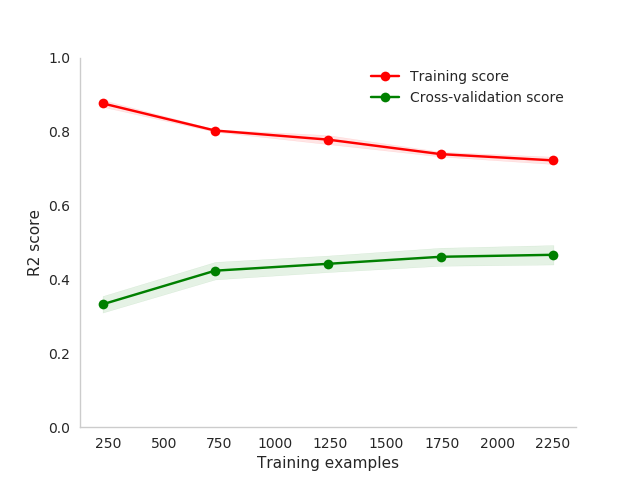 1.0
0.8
0.6
0.4
0.2
0.0
R2 score
Training score
Cross-validation score
250 500 750 1000 1250 1500 1750 2000 2250
Training examples